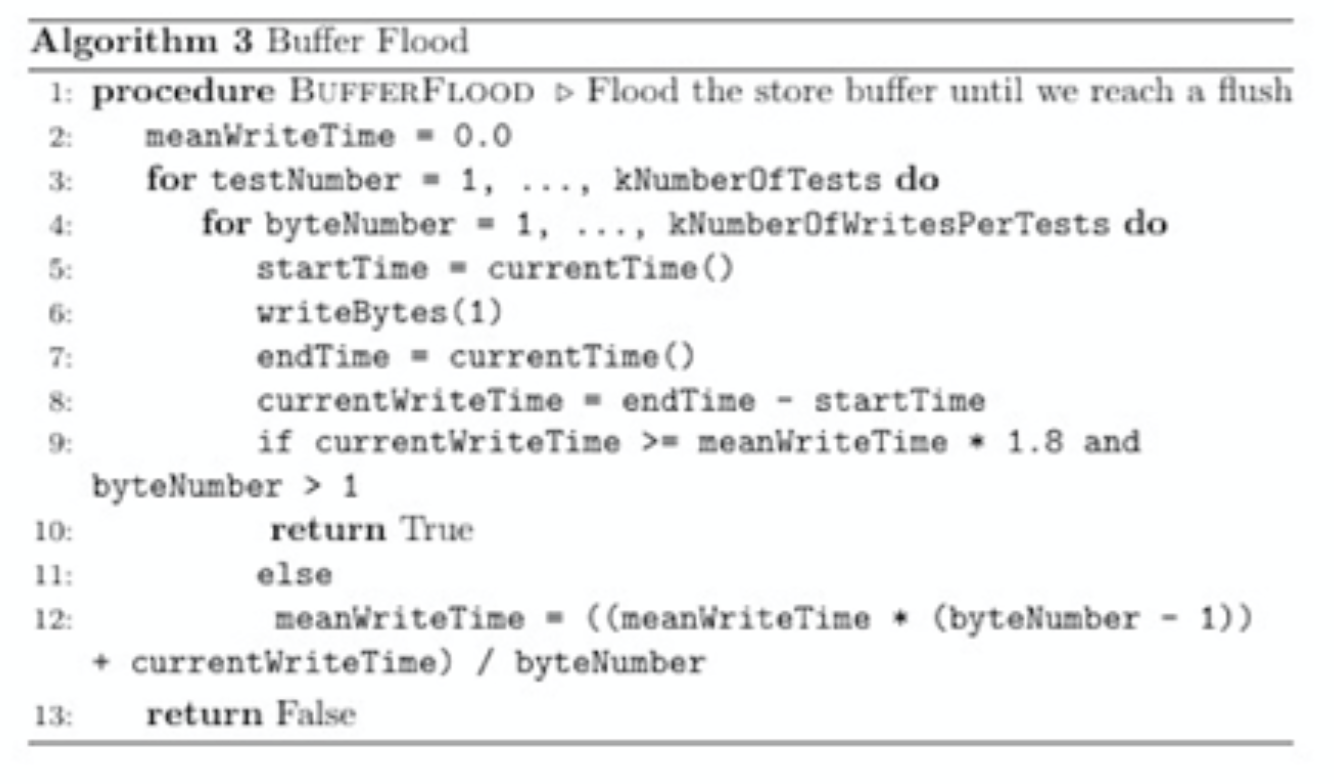 Algorithm 3 Buffer Flood
1: procedure BUFFERFLOOD ▷ Flood the store buffer until we reach a flush
2: meanWriteTime = 0.0
3: for testNumber = 1, ..., kNumberOfTests do
4: for byteNumber = 1, ..., kNumberOfWritesPerTests do
5: startTime = currentTime()
6: writeBytes(1)
7: endTime = currentTime()
8: currentWriteTime = endTime - startTime
9: if currentWriteTime >= meanWriteTime * 1.8 and
byteNumber > 1
10: return True
11: else
12: meanWriteTime = ((meanWriteTime * (byteNumber - 1))
+ currentWriteTime) / byteNumber
13: return False